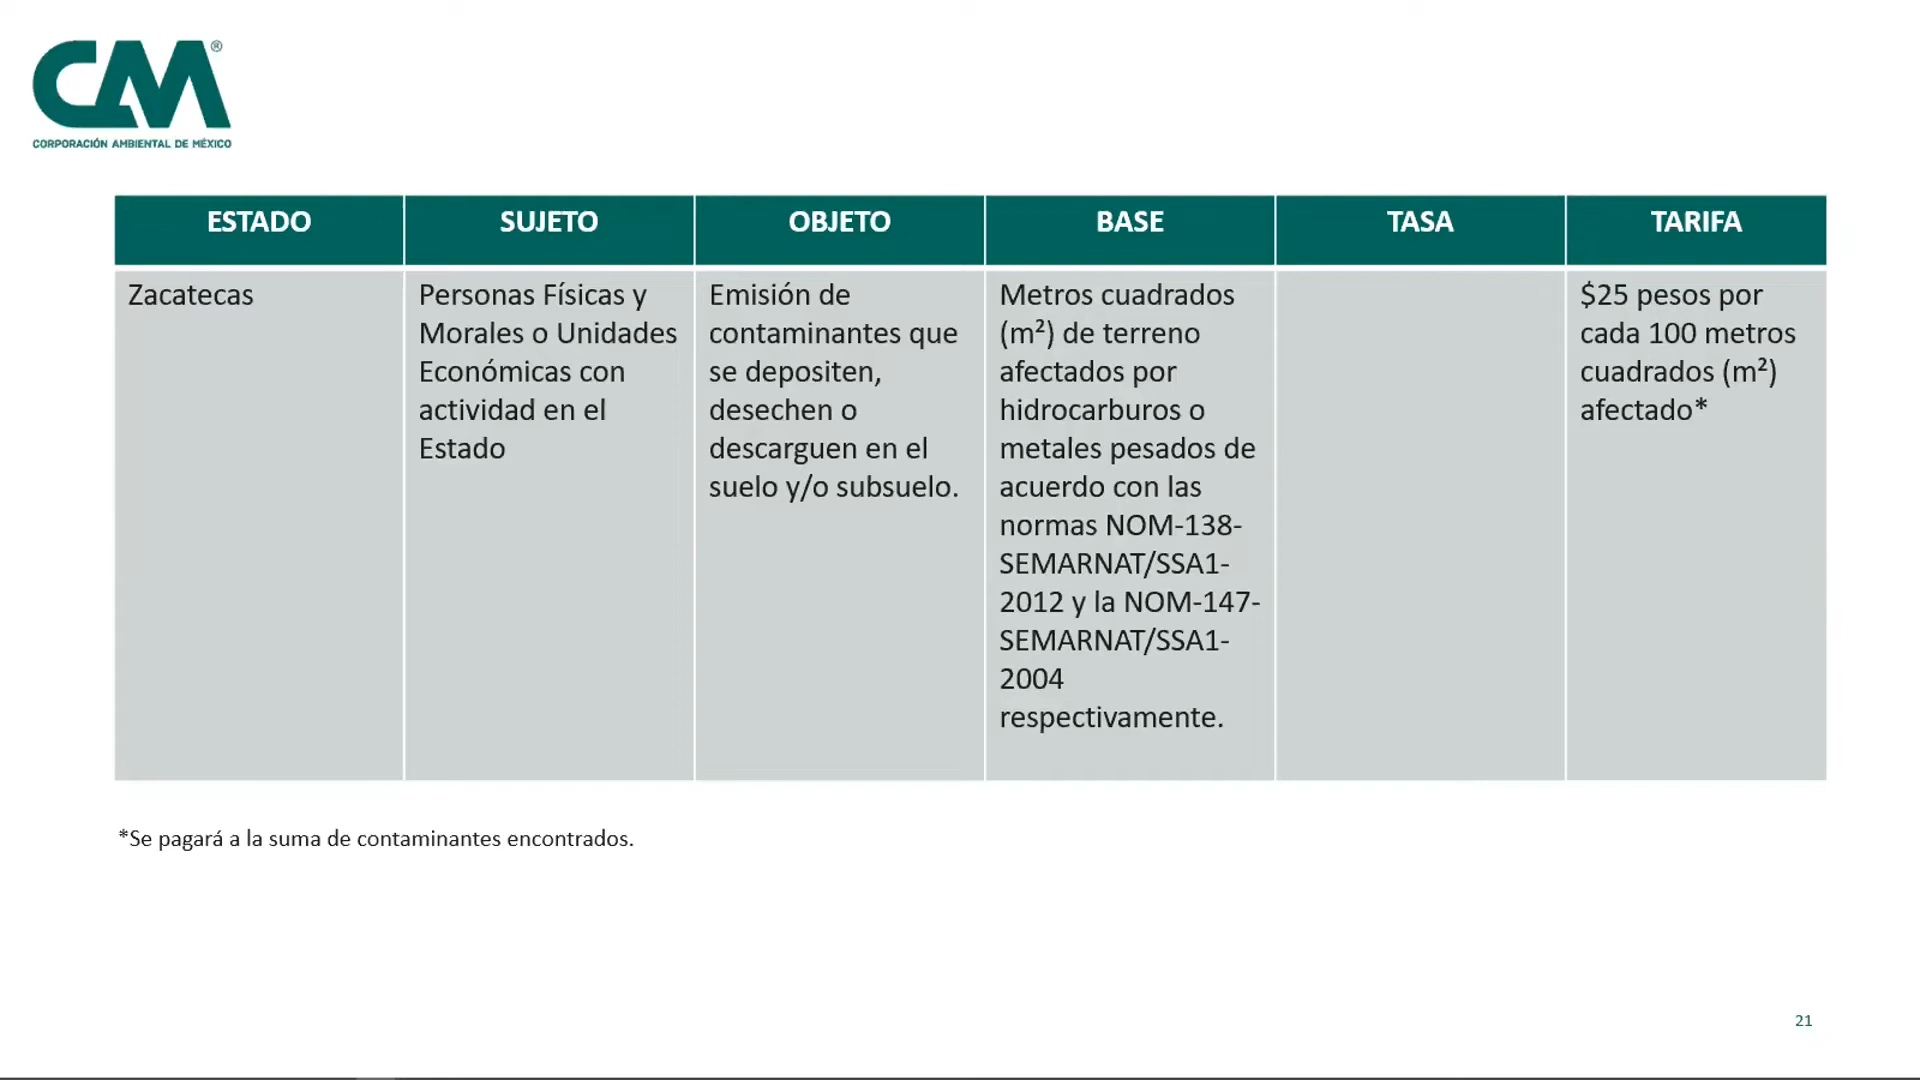 CAM®
CORPORACIÓN AMBIENTAL DE MÉXICO
ESTADO
SUJETO
OBJETO
BASE
TASA
TARIFA
Zacatecas
Personas Físicas y
Morales o Unidades
Económicas con
actividad en el
Estado
Emisión de
contaminantes que
se depositen,
desechen o
descarguen en el
suelo y/o subsuelo.
Metros cuadrados
(m²) de terreno
afectados por
hidrocarburos o
metales pesados de
acuerdo con las
normas NOM-138-
SEMARNAT/SSA1-
2012 y la NOM-147-
SEMARNAT/SSA1-
2004
respectivamente.
$25 pesos por
cada 100 metros
cuadrados (m²)
afectado*
*Se pagará a la suma de contaminantes encontrados.
21